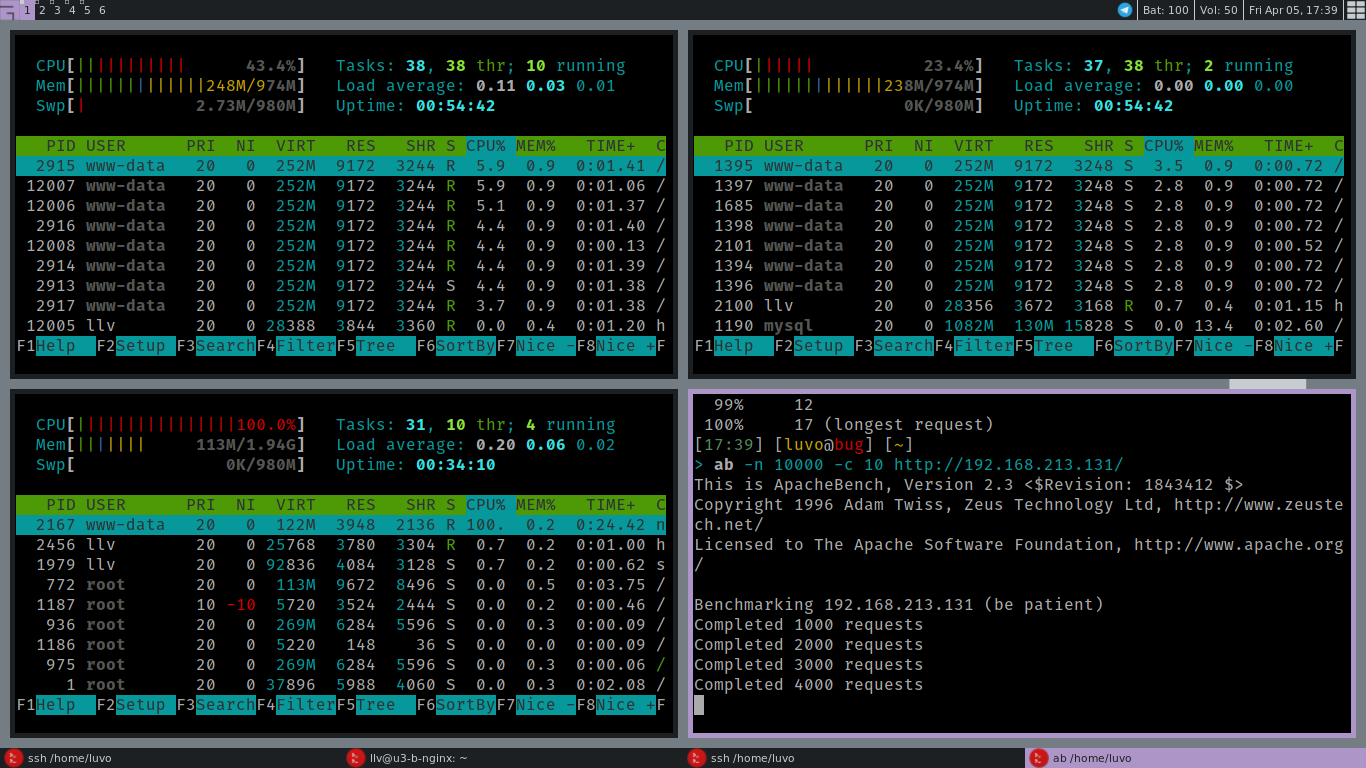 1 2 3 4 5 6 Bat: 100 Vol: 50 Fri Apr 05, 17:39
CPU[ 43.4%] Tasks: 38, 38 thr; 10 running
Mem[ 248M/974M] Load average: 0.11 0.03 0.01
Swp[ 2.73M/980M] Uptime: 00:54:42
PID USER PRI NI VIRT RES SHR S CPU% MEM% TIME+ C
2915 www-data 20 0 252M 9172 3244 R 5.9 0.9 0:01.41 /
12007 www-data 20 0 252M 9172 3244 R 5.9 0.9 0:01.06 /
12006 www-data 20 0 252M 9172 3244 R 5.1 0.9 0:01.37 /
2916 www-data 20 0 252M 9172 3244 R 4.4 0.9 0:01.40 /
12008 www-data 20 0 252M 9172 3244 R 4.4 0.9 0:00.13 /
2914 www-data 20 0 252M 9172 3244 R 4.4 0.9 0:01.39 /
2913 www-data 20 0 252M 9172 3244 S 4.4 0.9 0:01.38 /
2917 www-data 20 0 252M 9172 3244 R 3.7 0.9 0:01.38 /
12005 llv 20 0 28388 3844 3360 R 0.0 0.4 0:01.20 h
F1Help F2Setup F3SearchF4FilterF5Tree F6SortByF7Nice -F8Nice +F
CPU[ 23.4%] Tasks: 37, 38 thr; 2 running
Mem[ 238M/974M] Load average: 0.00 0.00 0.00
Swp[ 0K/980M] Uptime: 00:54:42
PID USER PRI NI VIRT RES SHR S CPU% MEM% TIME+ C
1395 www-data 20 0 252M 9172 3248 S 3.5 0.9 0:00.72 /
1397 www-data 20 0 252M 9172 3248 S 2.8 0.9 0:00.72 /
1685 www-data 20 0 252M 9172 3248 S 2.8 0.9 0:00.72 /
1398 www-data 20 0 252M 9172 3248 S 2.8 0.9 0:00.72 /
2101 www-data 20 0 252M 9172 3248 S 2.8 0.9 0:00.52 /
1394 www-data 20 0 252M 9172 3248 S 2.8 0.9 0:00.72 /
1396 www-data 20 0 252M 9172 3248 S 2.8 0.9 0:00.72 /
2100 llv 20 0 28356 3672 3168 R 0.7 0.4 0:01.15 h
1190 mysql 20 0 1082M 130M 15828 S 0.0 13.4 0:02.60 /
F1Help F2Setup F3SearchF4FilterF5Tree F6SortByF7Nice -F8Nice +F
CPU[ 100.0%] Tasks: 31, 10 thr; 4 running
Mem[ 113M/1.94G] Load average: 0.20 0.06 0.02
Swp[ 0K/980M] Uptime: 00:34:10
PID USER PRI NI VIRT RES SHR S CPU% MEM% TIME+ C
2167 www-data 20 0 122M 3948 2136 R 100. 0.2 0:24.42 n
2456 llv 20 0 25768 3780 3304 R 0.7 0.2 0:01.00 h
1979 llv 20 0 92836 4084 3128 S 0.7 0.2 0:00.62 s
772 root 20 0 113M 9672 8496 S 0.0 0.5 0:03.75 /
1187 root 10 -10 5720 3524 2444 S 0.0 0.2 0:00.46 /
936 root 20 0 269M 6284 5596 S 0.0 0.3 0:00.09 /
1186 root 20 0 5220 148 36 S 0.0 0.0 0:00.09 /
975 root 20 0 269M 6284 5596 S 0.0 0.3 0:00.06 /
1 root 20 0 37896 5988 4060 S 0.0 0.3 0:02.08 /
F1Help F2Setup F3SearchF4FilterF5Tree F6SortByF7Nice -F8Nice +F
99% 12
100% 17 (longest request)
[17:39] [luvo@bug] [~]
> ab -n 10000 -c 10 http://192.168.213.131/
This is ApacheBench, Version 2.3 <$Revision: 1843412 $>
Copyright 1996 Adam Twiss, Zeus Technology Ltd, http://www.zeuste
ch.net/
Licensed to The Apache Software Foundation, http://www.apache.org
/
Benchmarking 192.168.213.131 (be patient)
Completed 1000 requests
Completed 2000 requests
Completed 3000 requests
Completed 4000 requests
ssh /home/luvo llv@u3-b-nginx: ~ ssh /home/luvo ab /home/luvo